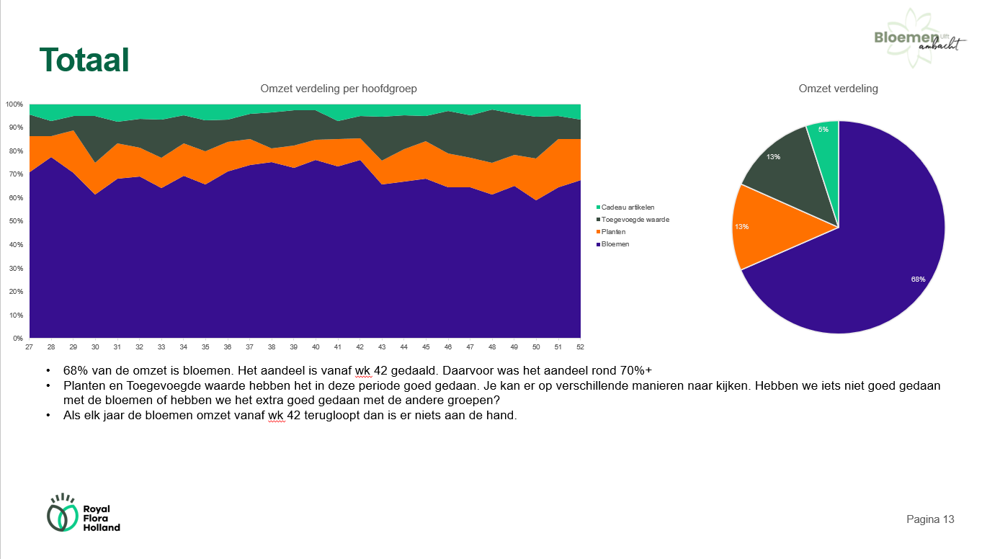 Bloemen
Ulft
ambacht
Totaal
Omzet verdeling per hoofdgroep
100%
90%
80%
70%
60%
50%
40%
30%
20%
10%
0%
27 28 29 30 31 32 33 34 35 36 37 38 39 40 41 42 43 44 45 46 47 48 49 50 51 52
Cadeau artikelen
Toegevoegde waarde
Planten
Bloemen
Omzet verdeling
5%
13%
13%
68%
• 68% van de omzet is bloemen. Het aandeel is vanaf wk 42 gedaald. Daarvoor was het aandeel rond 70%+
• Planten en Toegevoegde waarde hebben het in deze periode goed gedaan. Je kan er op verschillende manieren naar kijken. Hebben we iets niet goed gedaan
met de bloemen of hebben we het extra goed gedaan met de andere groepen?
• Als elk jaar de bloemen omzet vanaf wk 42 terugloopt dan is er niets aan de hand.
Royal
Flora
Holland
Pagina 13